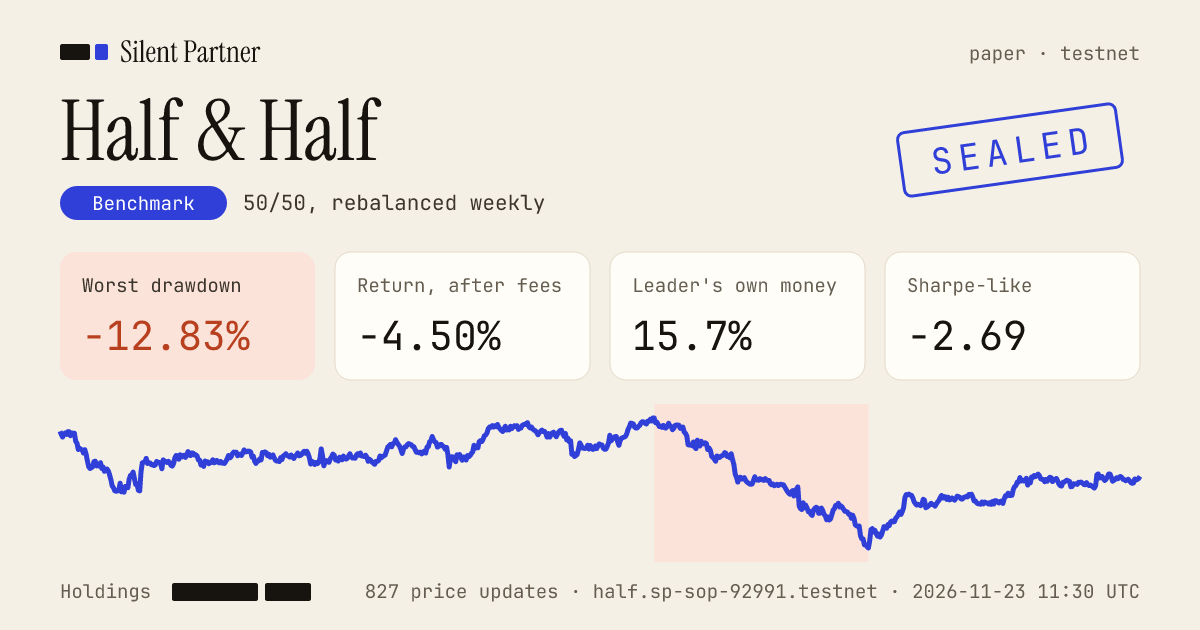 Silent Partner
paper · testnet
Half & Half
SEALED
Benchmark
50/50, rebalanced weekly
Worst drawdown
-12.83%
Return, after fees
-4.50%
Leader's own money
15.7%
Sharpe-like
-2.69
Holdings
827 price updates · half.sp-sop-92991.testnet · 2026-11-23 11:30 UTC